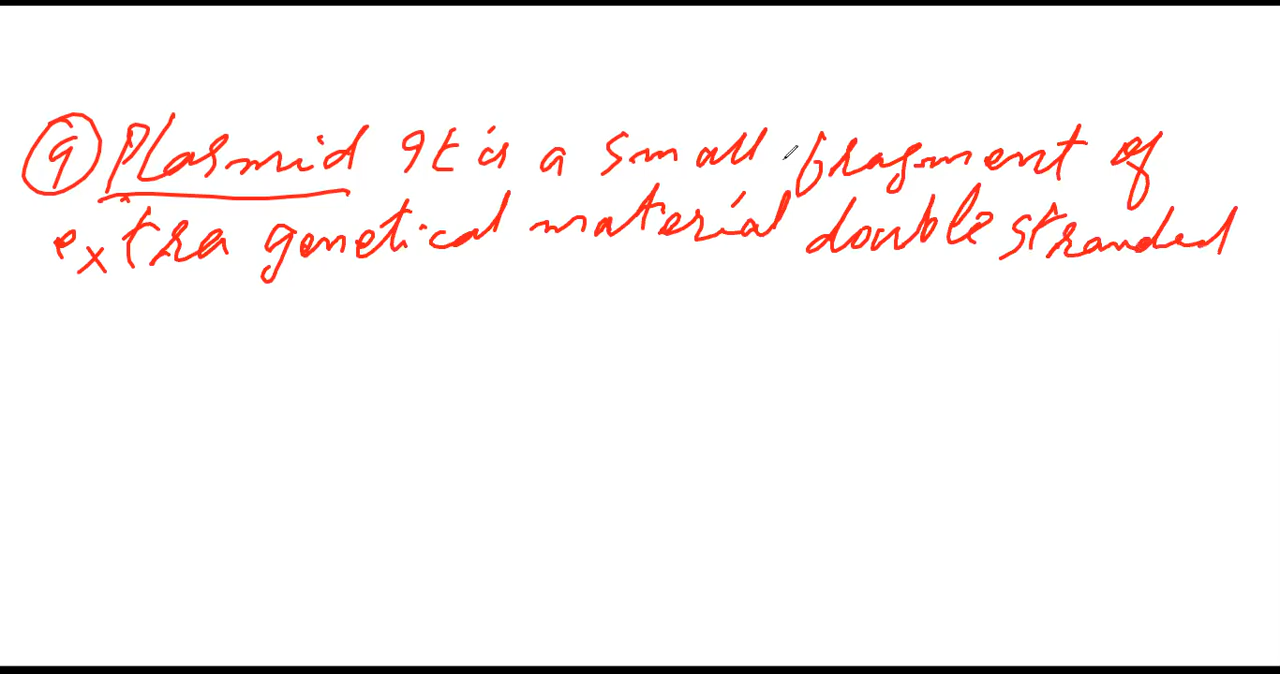 9 Plasmid It is a small fragment of
extra genetical material double stranded